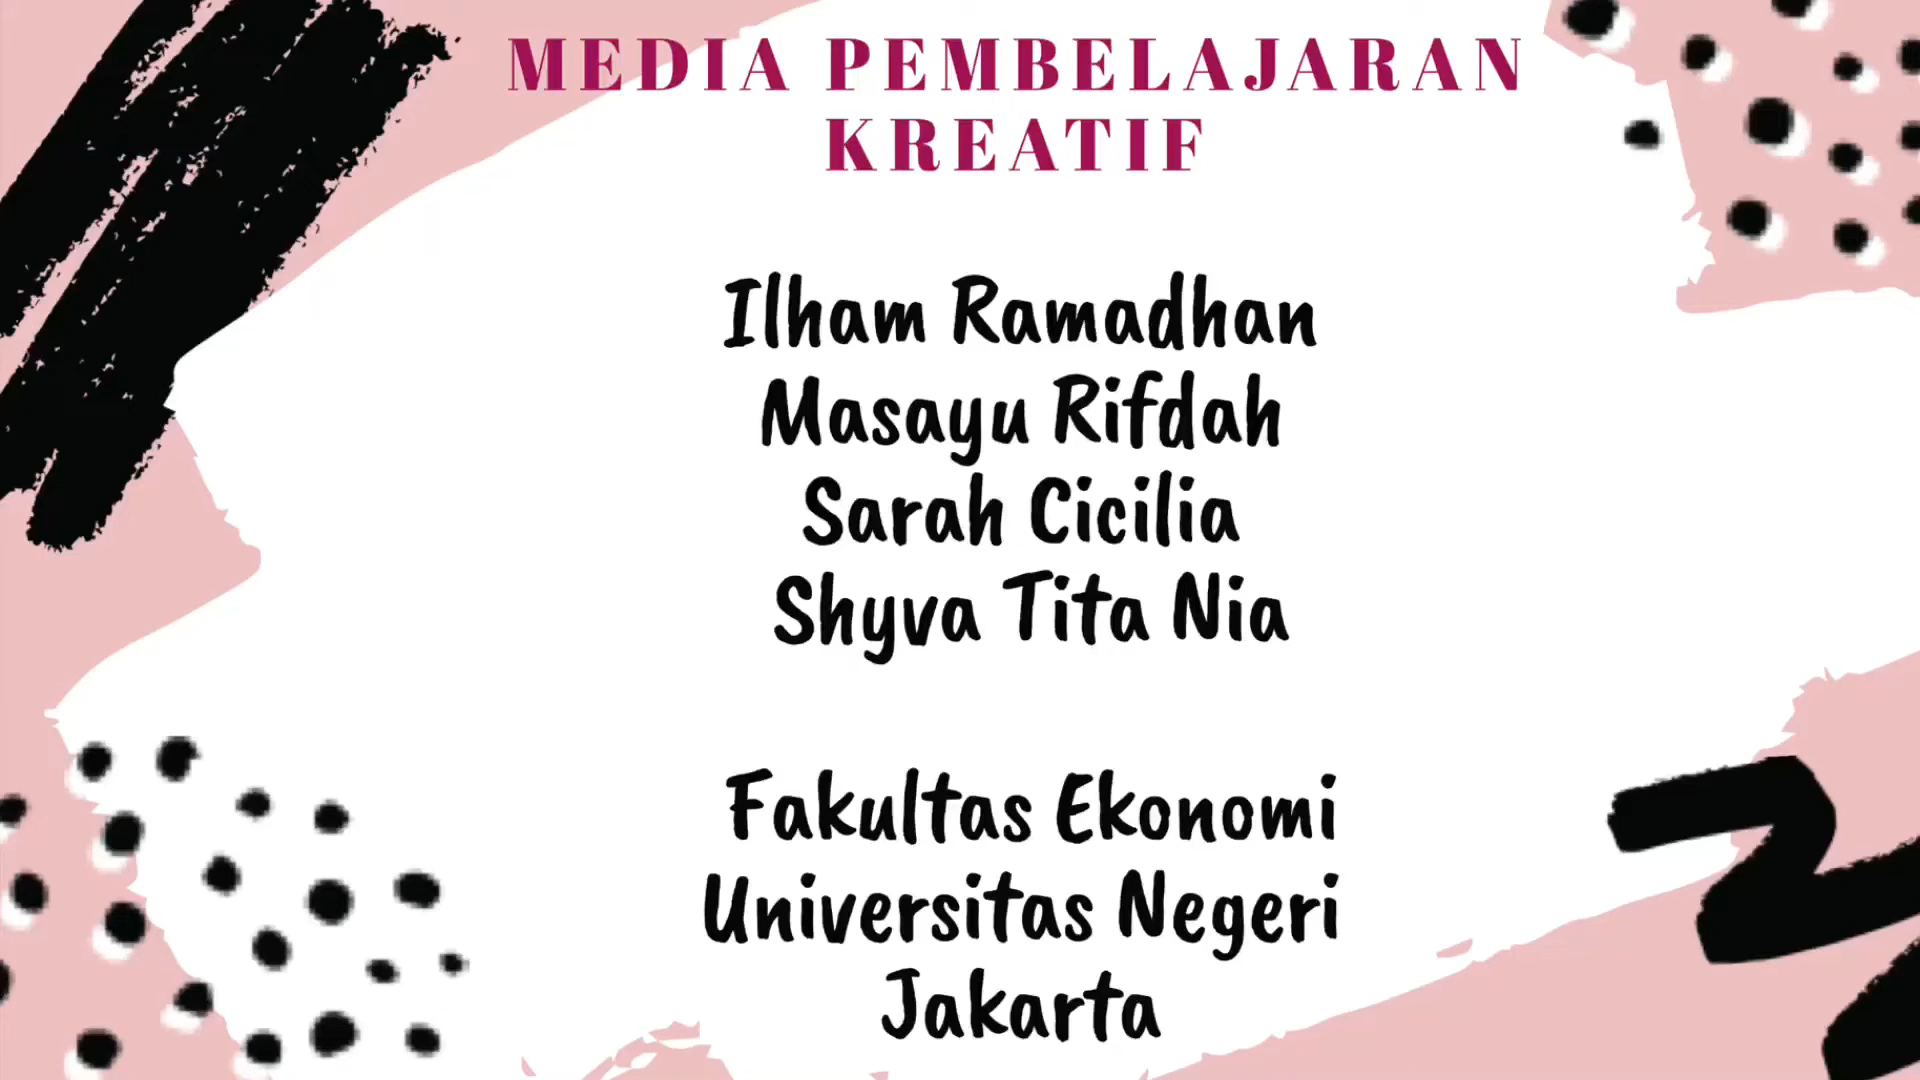 MEDIA PEMBELAJARAN
KREATIF
Ilham Ramadhan
Masayu Rifdah
Sarah Cicilia
Shyva Tita Nia
Fakultas Ekonomi
Universitas Negeri
Jakarta